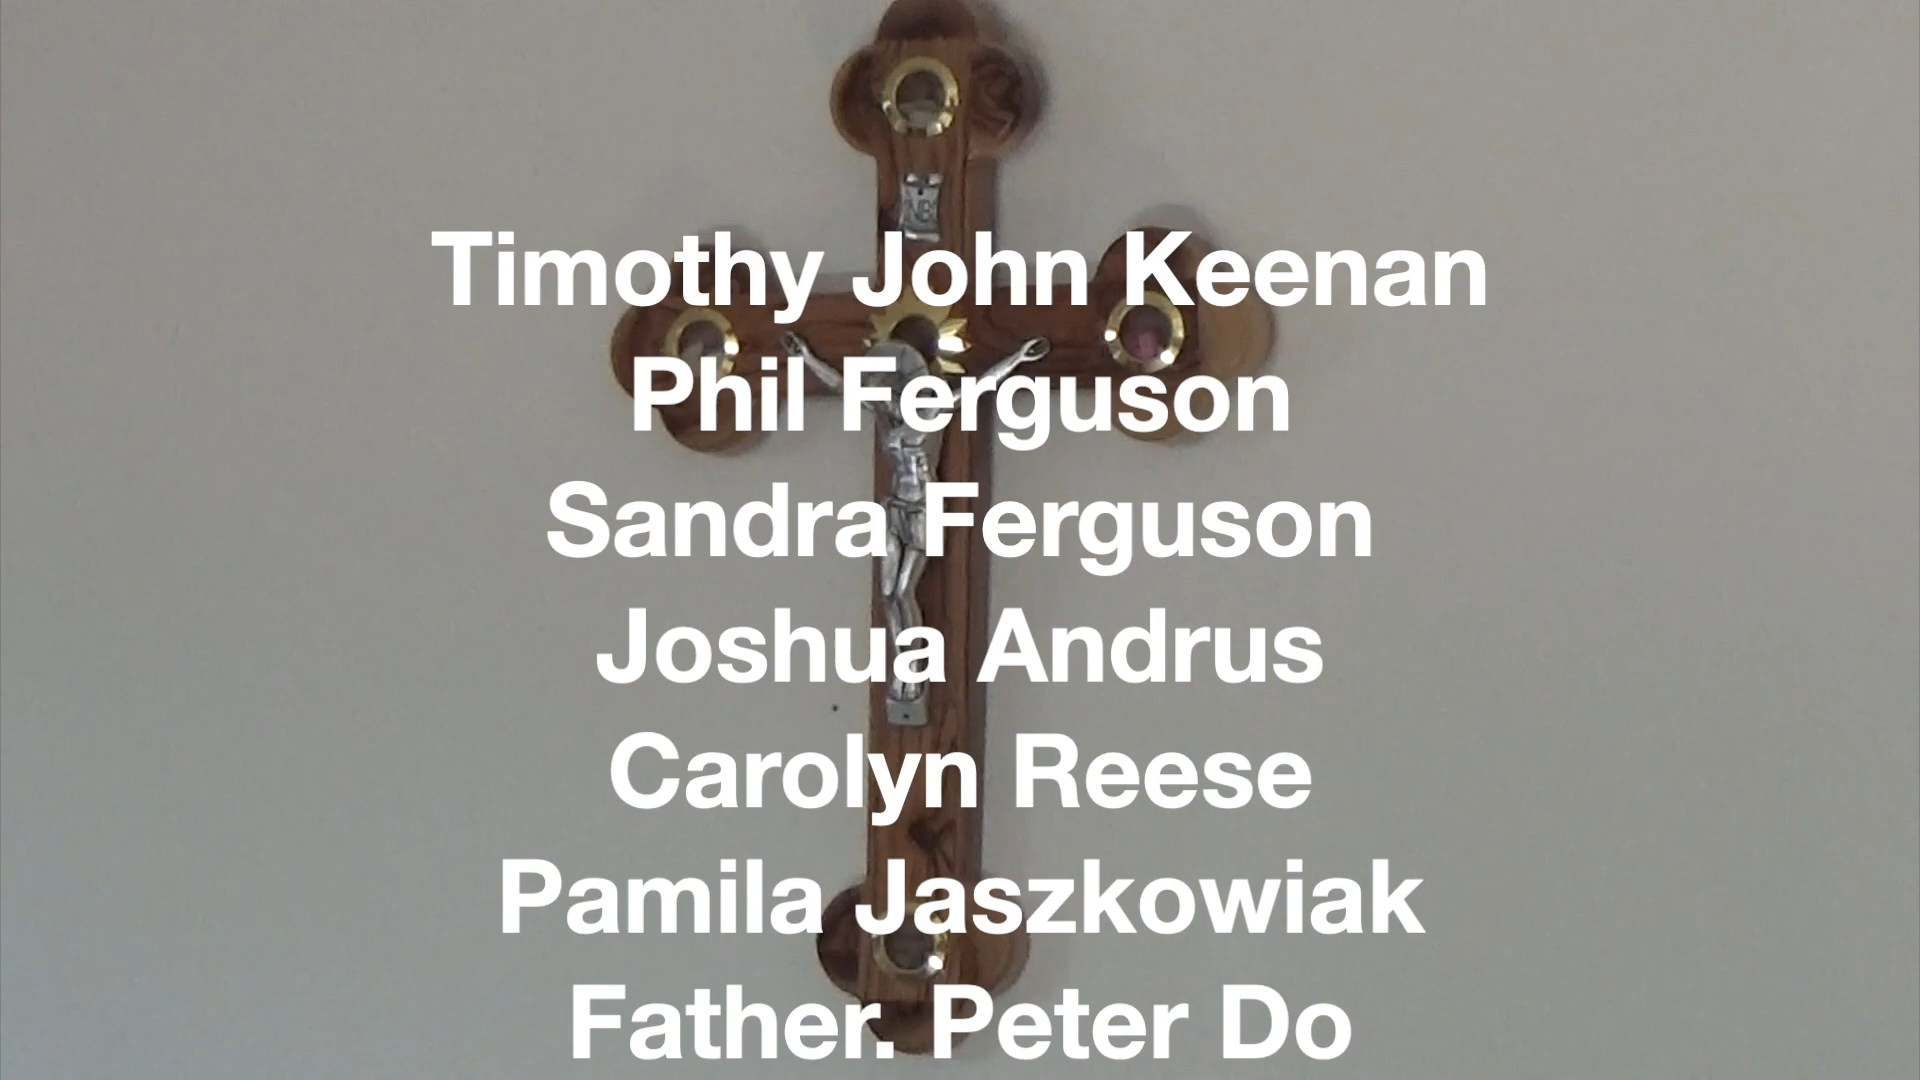 Timothy John Keenan
Phil Ferguson
Sandra Ferguson
Joshua Andrus
Carolyn Reese
Pamila Jaszkowiak
Father. Peter Do